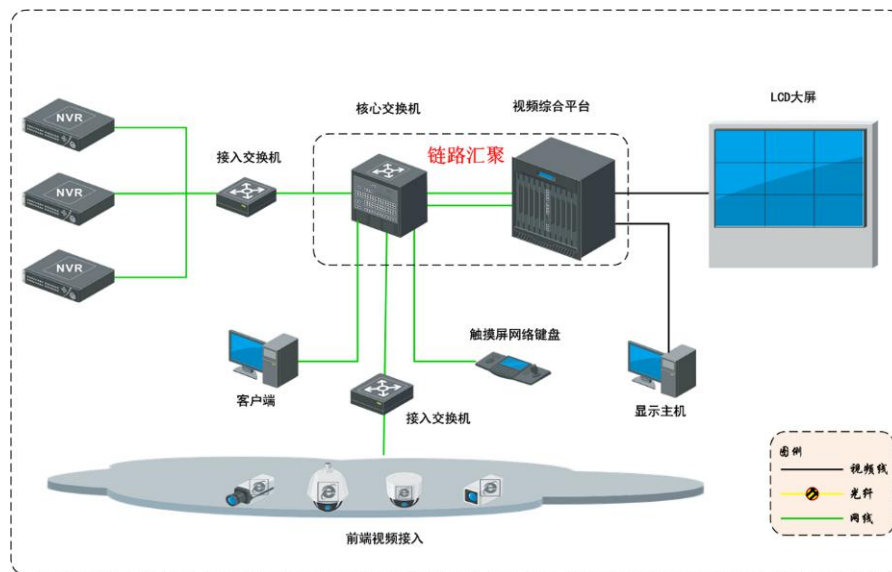 LCD大屏
核心交换机
视频综合平台
NVR
接入交换机
链路汇聚
NVR
NVR
触摸屏网络键盘
客户端
接入交换机
显示主机
图例
视频线
光纤
网线
前端视频接入